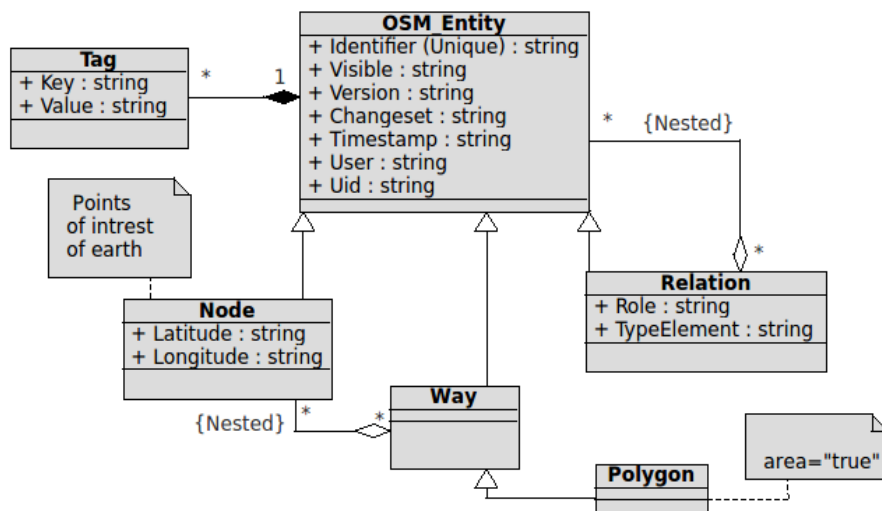 OSM_Entity
+ Identifier (Unique) : string
+ Visible : string
+ Version : string
+ Changeset : string
+ Timestamp : string
+ User : string
+ Uid : string
Tag
+ Key : string
+ Value : string
*
1
*
{Nested}
*
Points
of intrest
of earth
Node
+ Latitude : string
+ Longitude : string
Relation
+ Role : string
+ TypeElement : string
*
{Nested}
*
Way
Polygon
area="true"